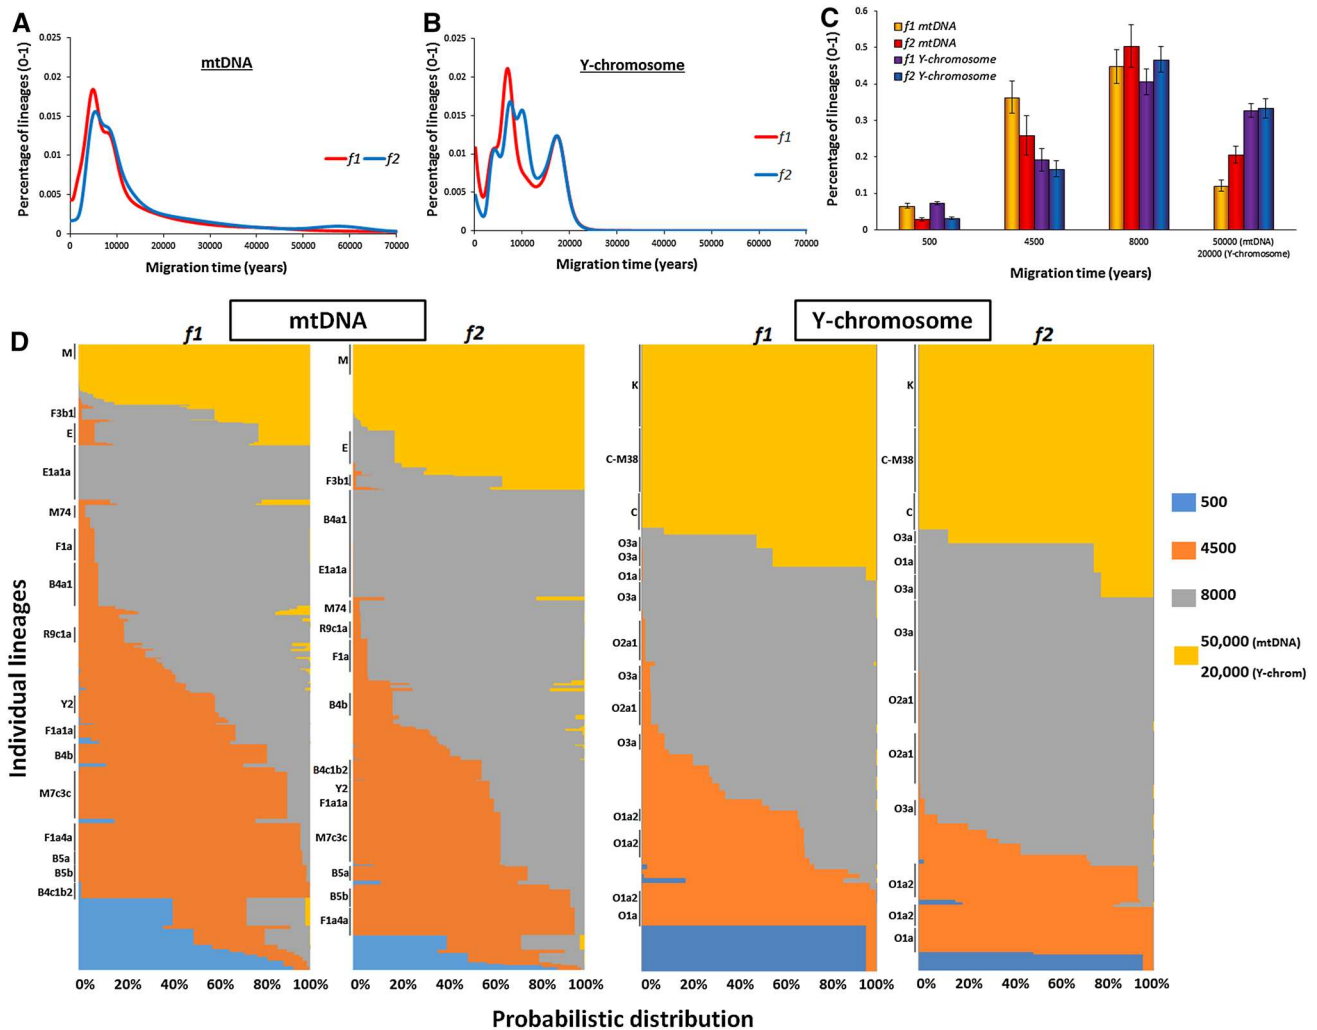 A
mtDNA
Percentage of lineages (0-1)
0.025
0.02
0.015
0.01
0.005
0
f1
f2
0
10000
20000
30000
40000
50000
60000
70000
Migration time (years)
B
Y-chromosome
Percentage of lineages (0-1)
0.025
0.02
0.015
0.01
0.005
0
f1
f2
0
10000
20000
30000
40000
50000
60000
70000
Migration time (years)
C
Percentage of lineages (0-1)
0.6
0.5
0.4
0.3
0.2
0.1
0
f1 mtDNA
f2 mtDNA
f1 Y-chromosome
f2 Y-chromosome
500
4500
8000
50000 (mtDNA)
20000 (Y-chromosome)
Migration time (years)
D
mtDNA
f1
f2
Y-chromosome
f1
f2
Individual lineages
M
F3b1
E
E1a1a
M74
F1a
B4a1
R9c1a
Y2
F1a1a
B4b
M7c3c
F1a4a
B5a
B5b
B4c1b2
0% 20% 40% 60% 80% 100%
M
E
F3b1
B4a1
E1a1a
M74
R9c1a
F1a
B4b
B4c1b2
Y2
F1a1a
M7c3c
B5a
B5b
F1a4a
0% 20% 40% 60% 80% 100%
K
C-M38
C
O3a
O3a
O1a
O3a
O2a1
O3a
O2a1
O3a
O1a2
O1a2
O1a2
O1a
0% 20% 40% 60% 80% 100%
K
C-M38
C
O3a
O1a
O3a
O3a
O2a1
O2a1
O3a
O1a2
O1a2
O1a
0% 20% 40% 60% 80% 100%
500
4500
8000
50,000 (mtDNA)
20,000 (Y-chrom)
Probabilistic distribution